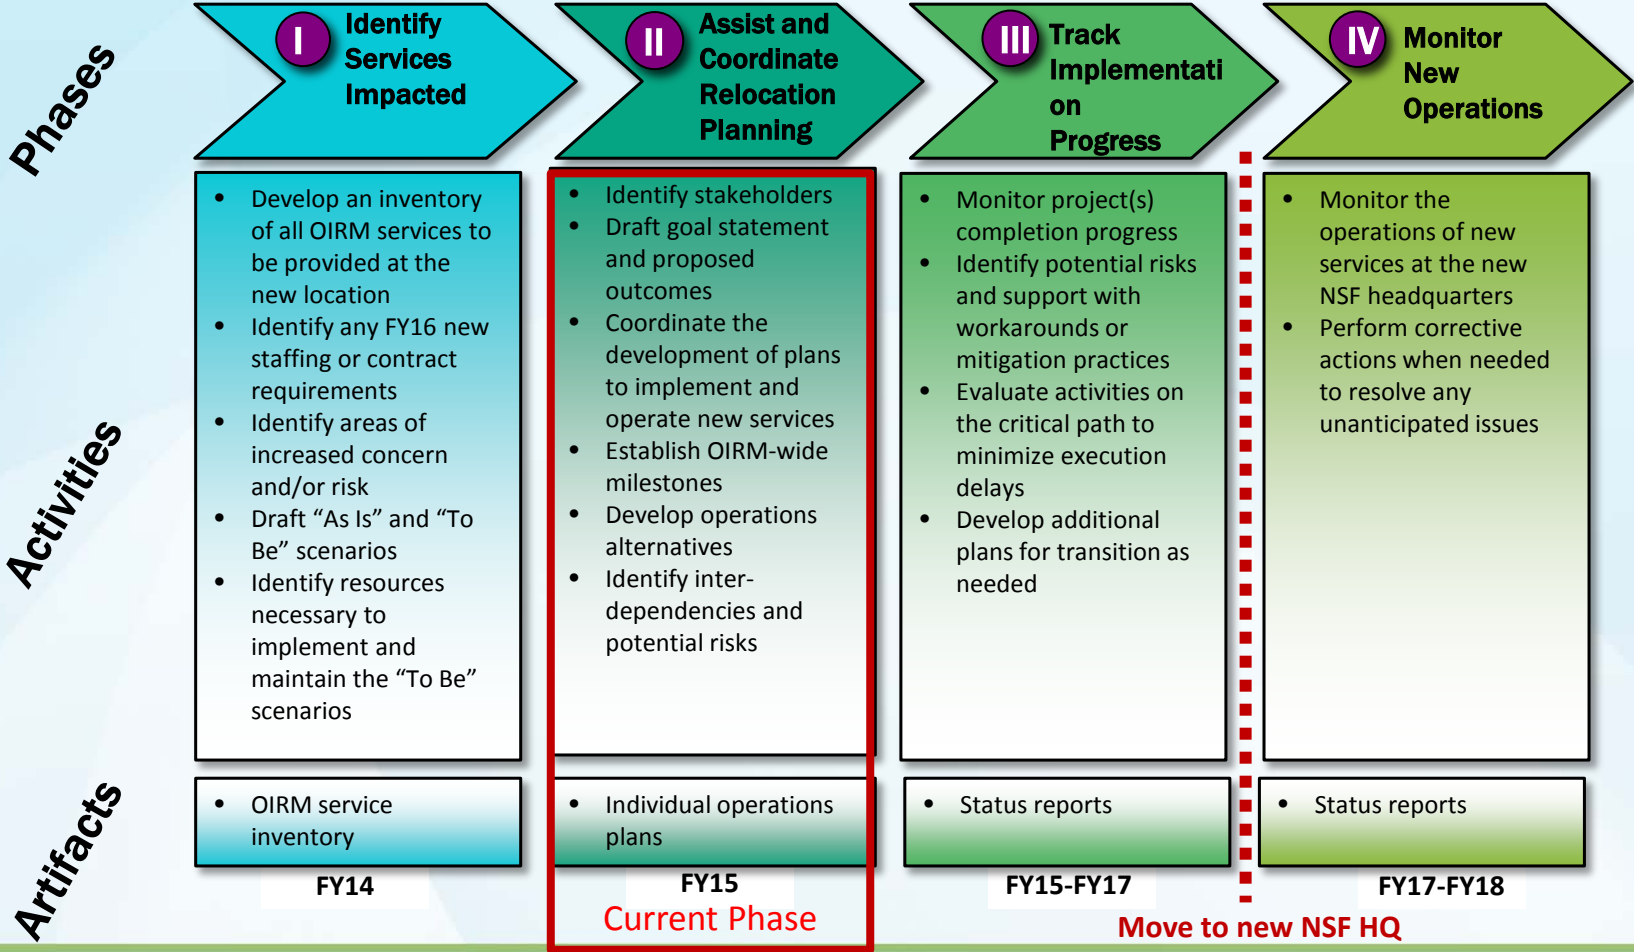 Phases
I
Identify
Services
Impacted
II
Assist and
Coordinate
Relocation
Planning
III
Track
Implementati
on
Progress
IV
Monitor
New
Operations
Activities
• Develop an inventory
of all OIRM services to
be provided at the
new location
• Identify any FY16 new
staffing or contract
requirements
• Identify areas of
increased concern
and/or risk
• Draft “As Is” and “To
Be” scenarios
• Identify resources
necessary to
implement and
maintain the “To Be”
scenarios
• Identify stakeholders
• Draft goal statement
and proposed
outcomes
• Coordinate the
development of plans
to implement and
operate new services
• Establish OIRM-wide
milestones
• Develop operations
alternatives
• Identify inter-
dependencies and
potential risks
• Monitor project(s)
completion progress
• Identify potential risks
and support with
workarounds or
mitigation practices
• Evaluate activities on
the critical path to
minimize execution
delays
• Develop additional
plans for transition as
needed
• Monitor the
operations of new
services at the new
NSF headquarters
• Perform corrective
actions when needed
to resolve any
unanticipated issues
Artifacts
• OIRM service
inventory
• Individual operations
plans
• Status reports
• Status reports
FY14
FY15
FY15-FY17
FY17-FY18
Current Phase
Move to new NSF HQ